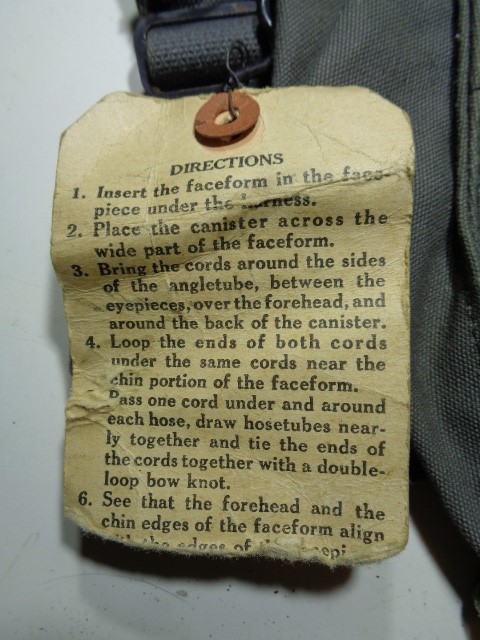 DIRECTIONS
1. Insert the faceform in the face-
piece under the harness.
2. Place the canister across the
wide part of the faceform.
3. Bring the cords around the sides
of the angletube, between the
eyepieces, over the forehead, and
around the back of the canister.
4. Loop the ends of both cords
under the same cords near the
chin portion of the faceform.
Pass one cord under and around
each hose, draw hosetubes near-
ly together and tie the ends of
the cords together with a double-
loop bow knot.
6. See that the forehead and the
chin edges of the faceform align
with the edges of